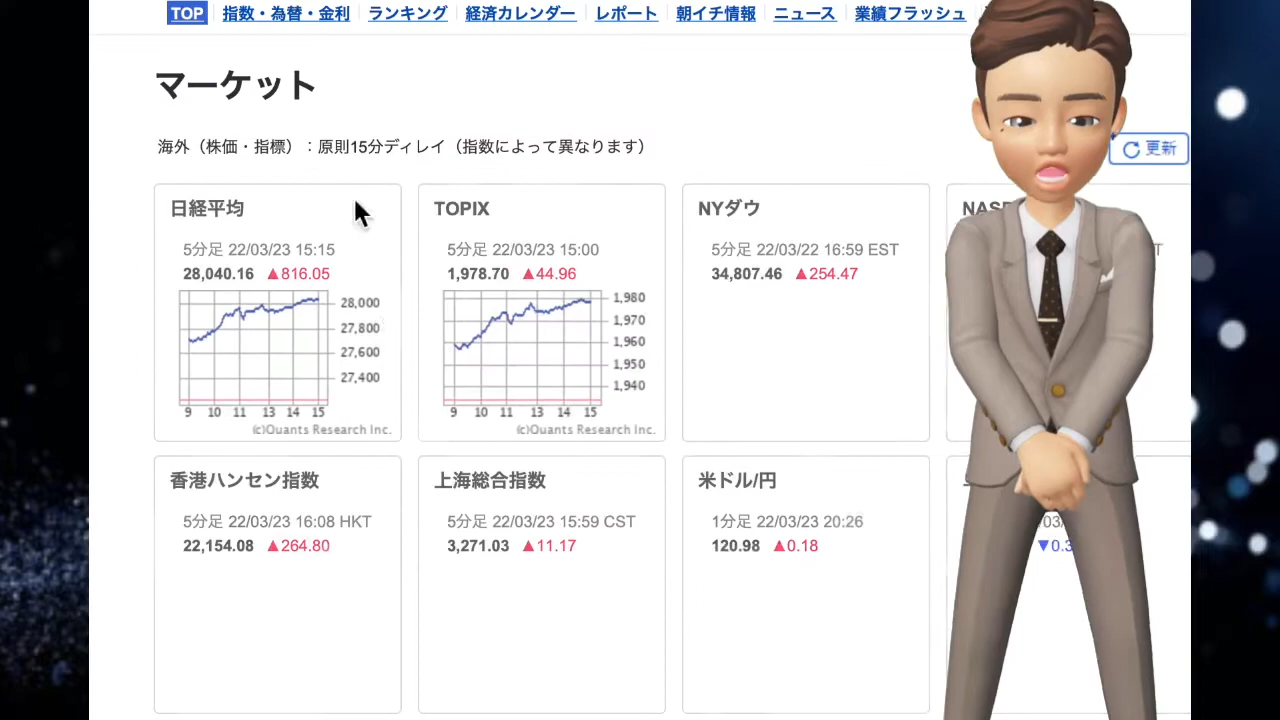 TOP 指数・為替・金利 ランキング 経済カレンダー レポート 朝イチ情報 ニュース 業績フラッシュ
マーケット
海外（株価・指標）：原則15分ディレイ（指数によって異なります）
更新
日経平均
5分足 22/03/23 15:15
28,040.16 ▲816.05
28,000
27,800
27,600
27,400
9 10 11 13 14 15
(c)Quants Research Inc.
TOPIX
5分足 22/03/23 15:00
1,978.70 ▲44.96
1,980
1,970
1,960
1,950
1,940
9 10 11 13 14 15
(c)Quants Research Inc.
NYダウ
5分足 22/03/22 16:59 EST
34,807.46 ▲254.47
香港ハンセン指数
5分足 22/03/23 16:08 HKT
22,154.08 ▲264.80
上海総合指数
5分足 22/03/23 15:59 CST
3,271.03 ▲11.17
米ドル/円
1分足 22/03/23 20:26
120.98 ▲0.18
▼0.3